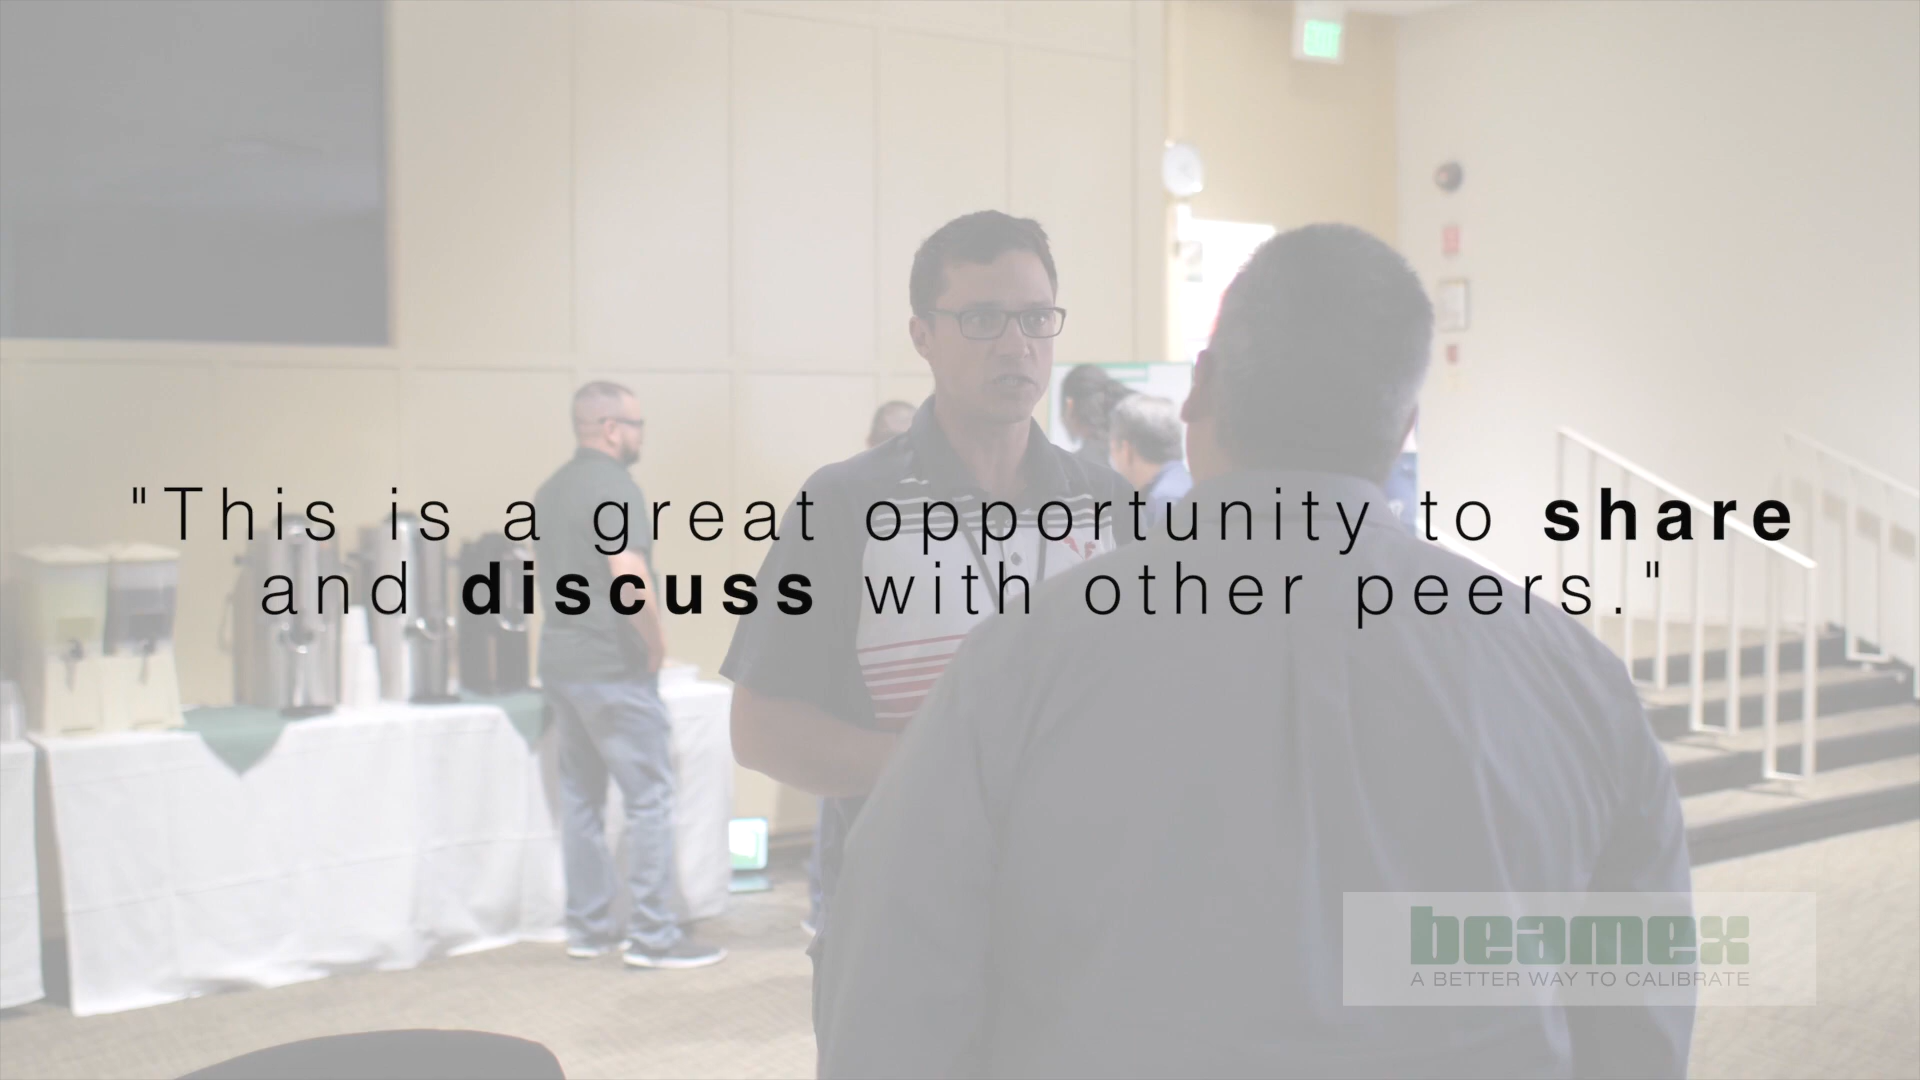 "This is a great opportunity to share
and discuss with other peers."
beamex
A BETTER WAY TO CALIBRATE